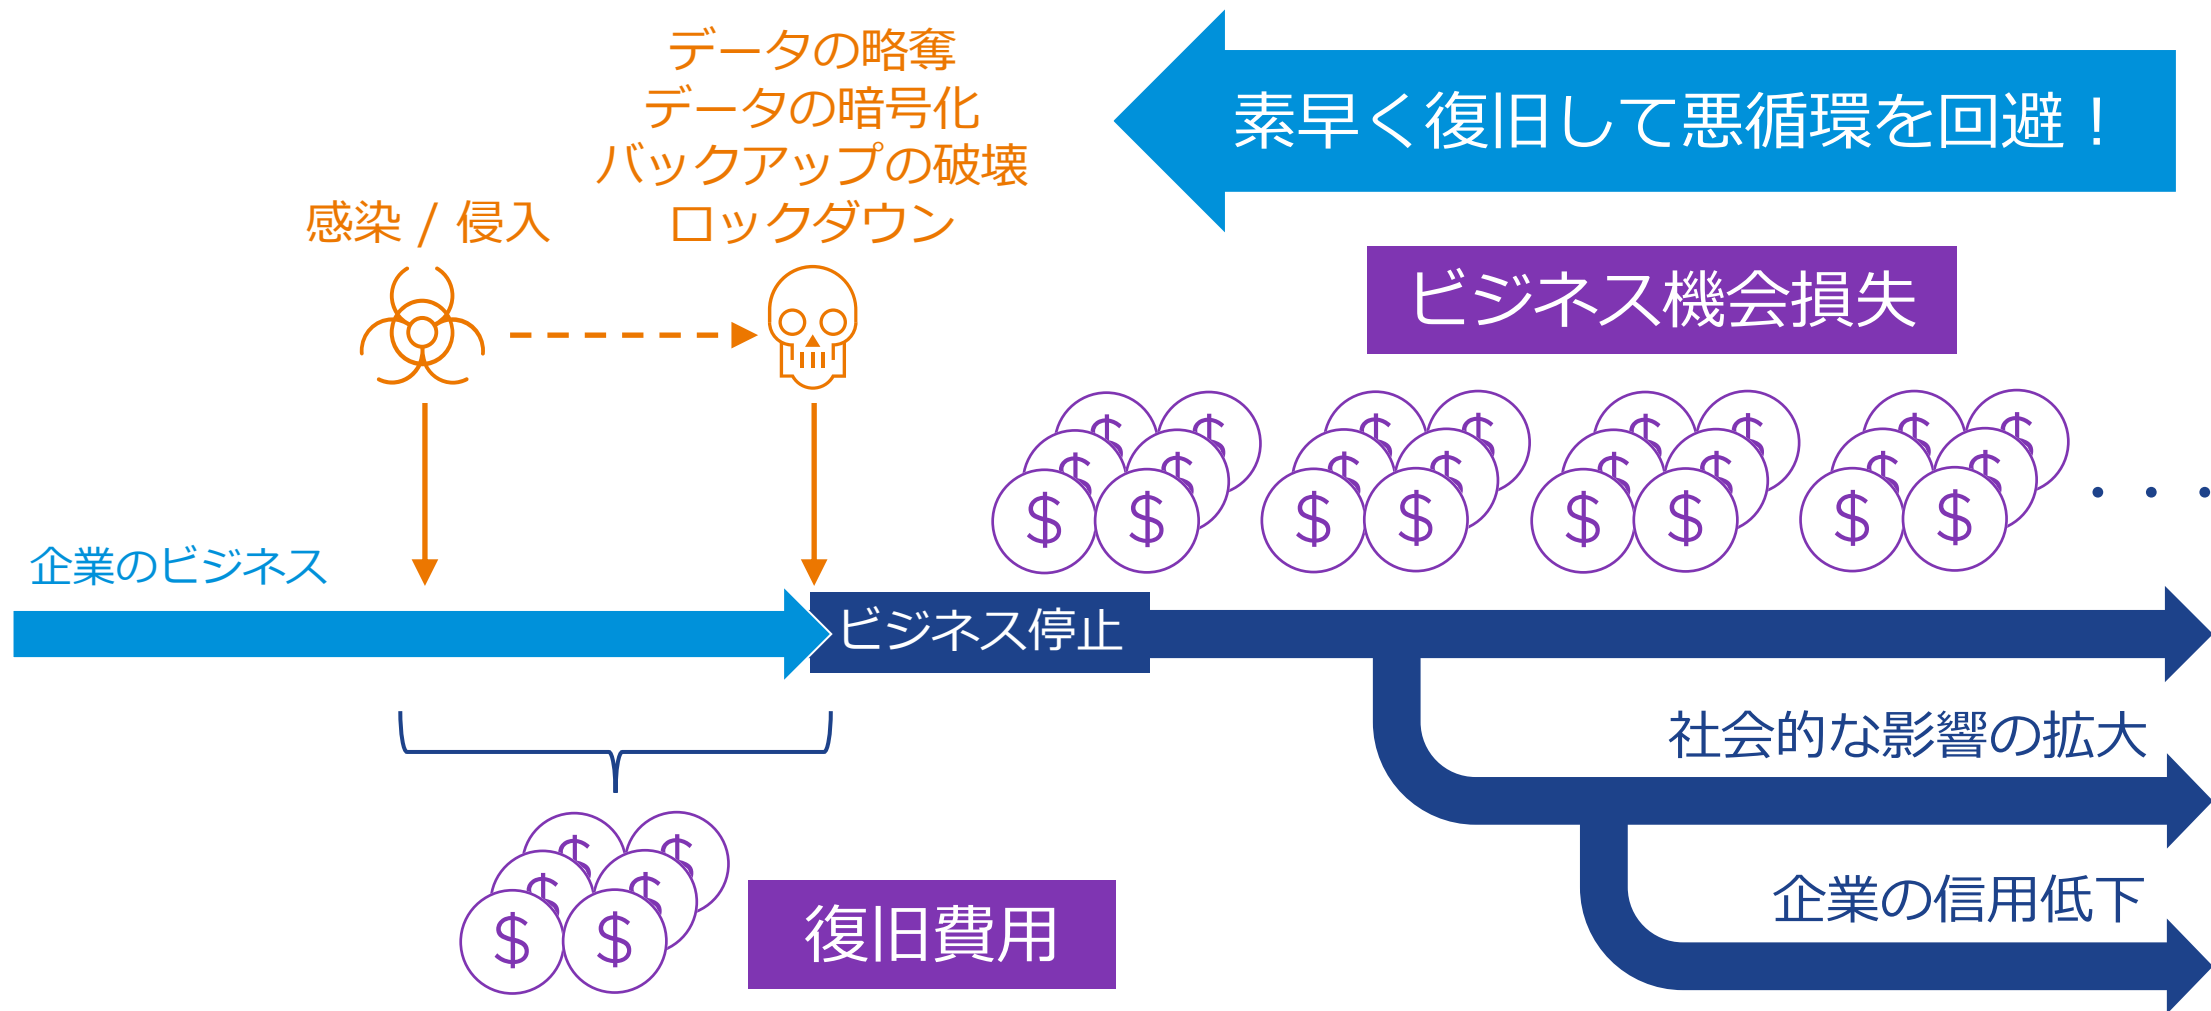 データの略奪
データの暗号化
バックアップの破壊
ロックダウン
感染 / 侵入
素早く復旧して悪循環を回避！
ビジネス機会損失
企業のビジネス
ビジネス停止
・・・
社会的な影響の拡大
企業の信用低下
復旧費用